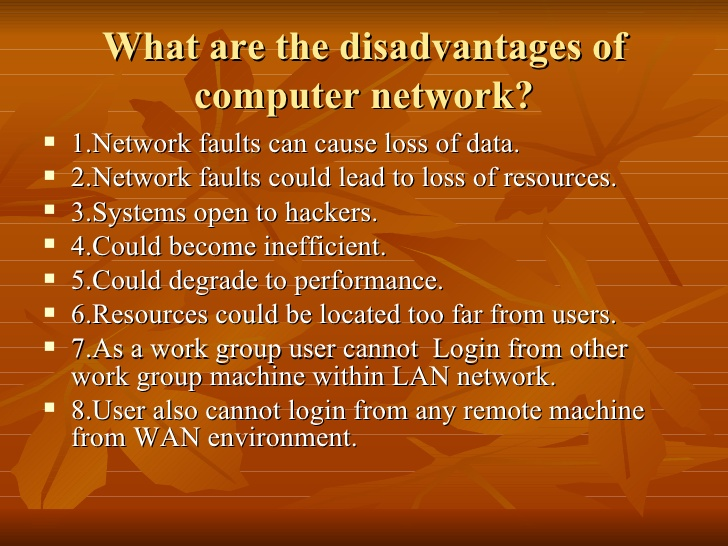 What are the disadvantages of
computer network?
1.Network faults can cause loss of data.
2.Network faults could lead to loss of resources.
3.Systems open to hackers.
4.Could become inefficient.
5.Could degrade to performance.
6.Resources could be located too far from users.
7.As a work group user cannot  Login from other
work group machine within LAN network.
8.User also cannot login from any remote machine
from WAN environment.